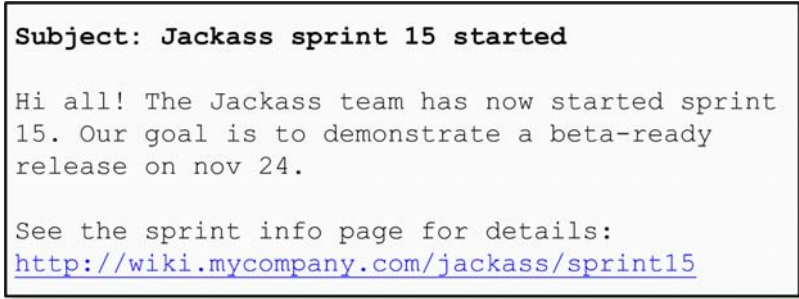 Subject: Jackass sprint 15 started
Hi all! The Jackass team has now started sprint
15. Our goal is to demonstrate a beta-ready
release on nov 24.
See the sprint info page for details:
http://wiki.mycompany.com/jackass/sprint15